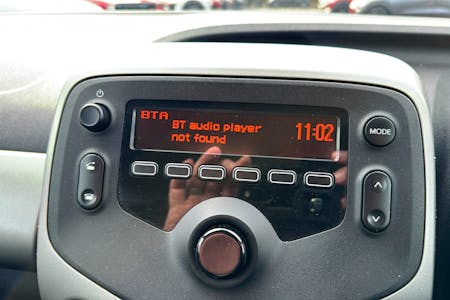 BTA
BT audio player
not found
11:02
MODE